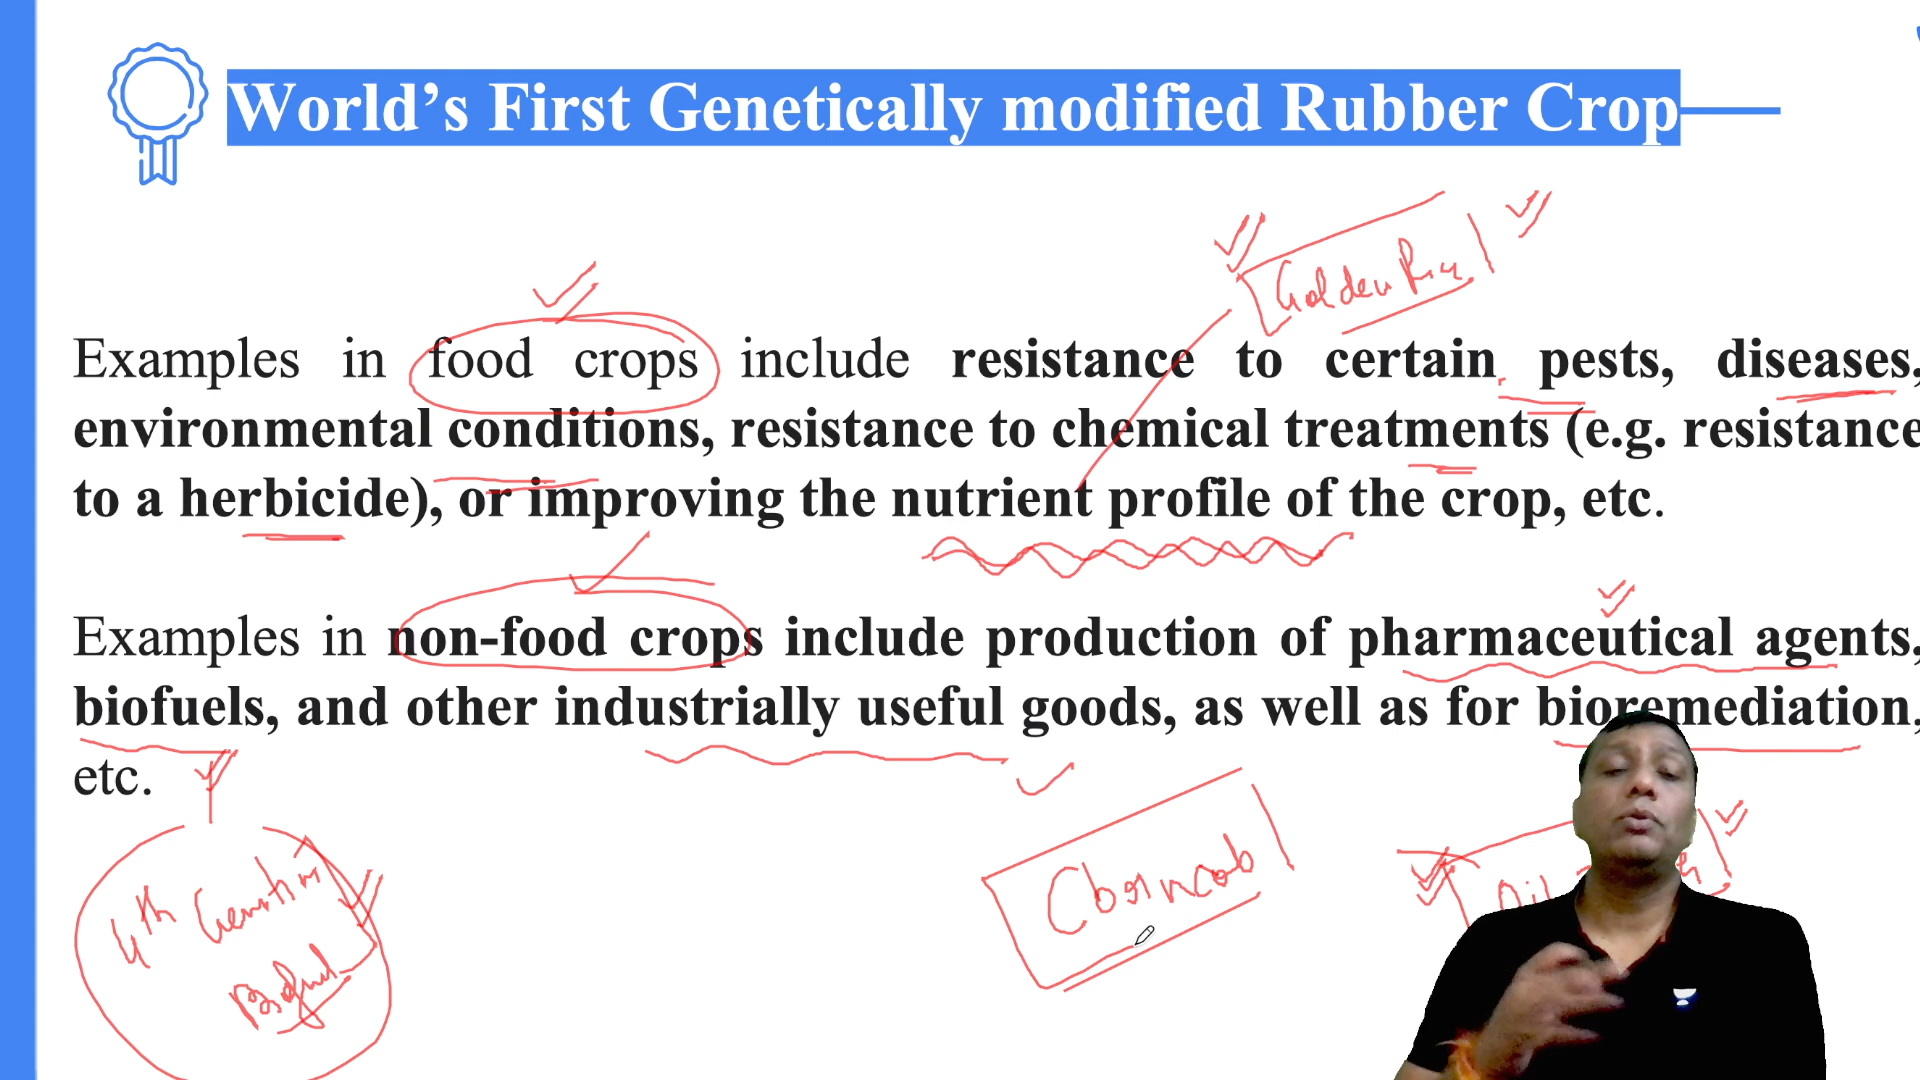 World's First Genetically modified Rubber Crop
Golden Rice
Examples in food crops include resistance to certain pests, diseases,
environmental conditions, resistance to chemical treatments (e.g. resistance
to a herbicide), or improving the nutrient profile of the crop, etc.
Examples in non-food crops include production of pharmaceutical agents,
biofuels, and other industrially useful goods, as well as for bioremediation,
etc.
4th
Oil